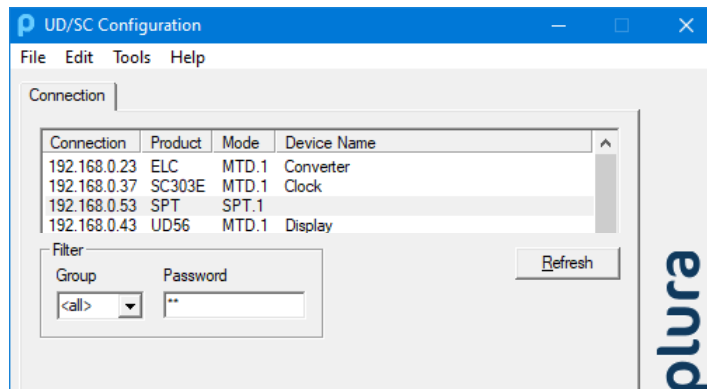 UD/SC Configuration
File Edit Tools Help
Connection
Connection Product Mode Device Name
192.168.0.23 ELC MTD.1 Converter
192.168.0.37 SC303E MTD.1 Clock
192.168.0.53 SPT SPT.1
192.168.0.43 UD56 MTD.1 Display
Filter
Group Password
<all> **
Refresh
plura